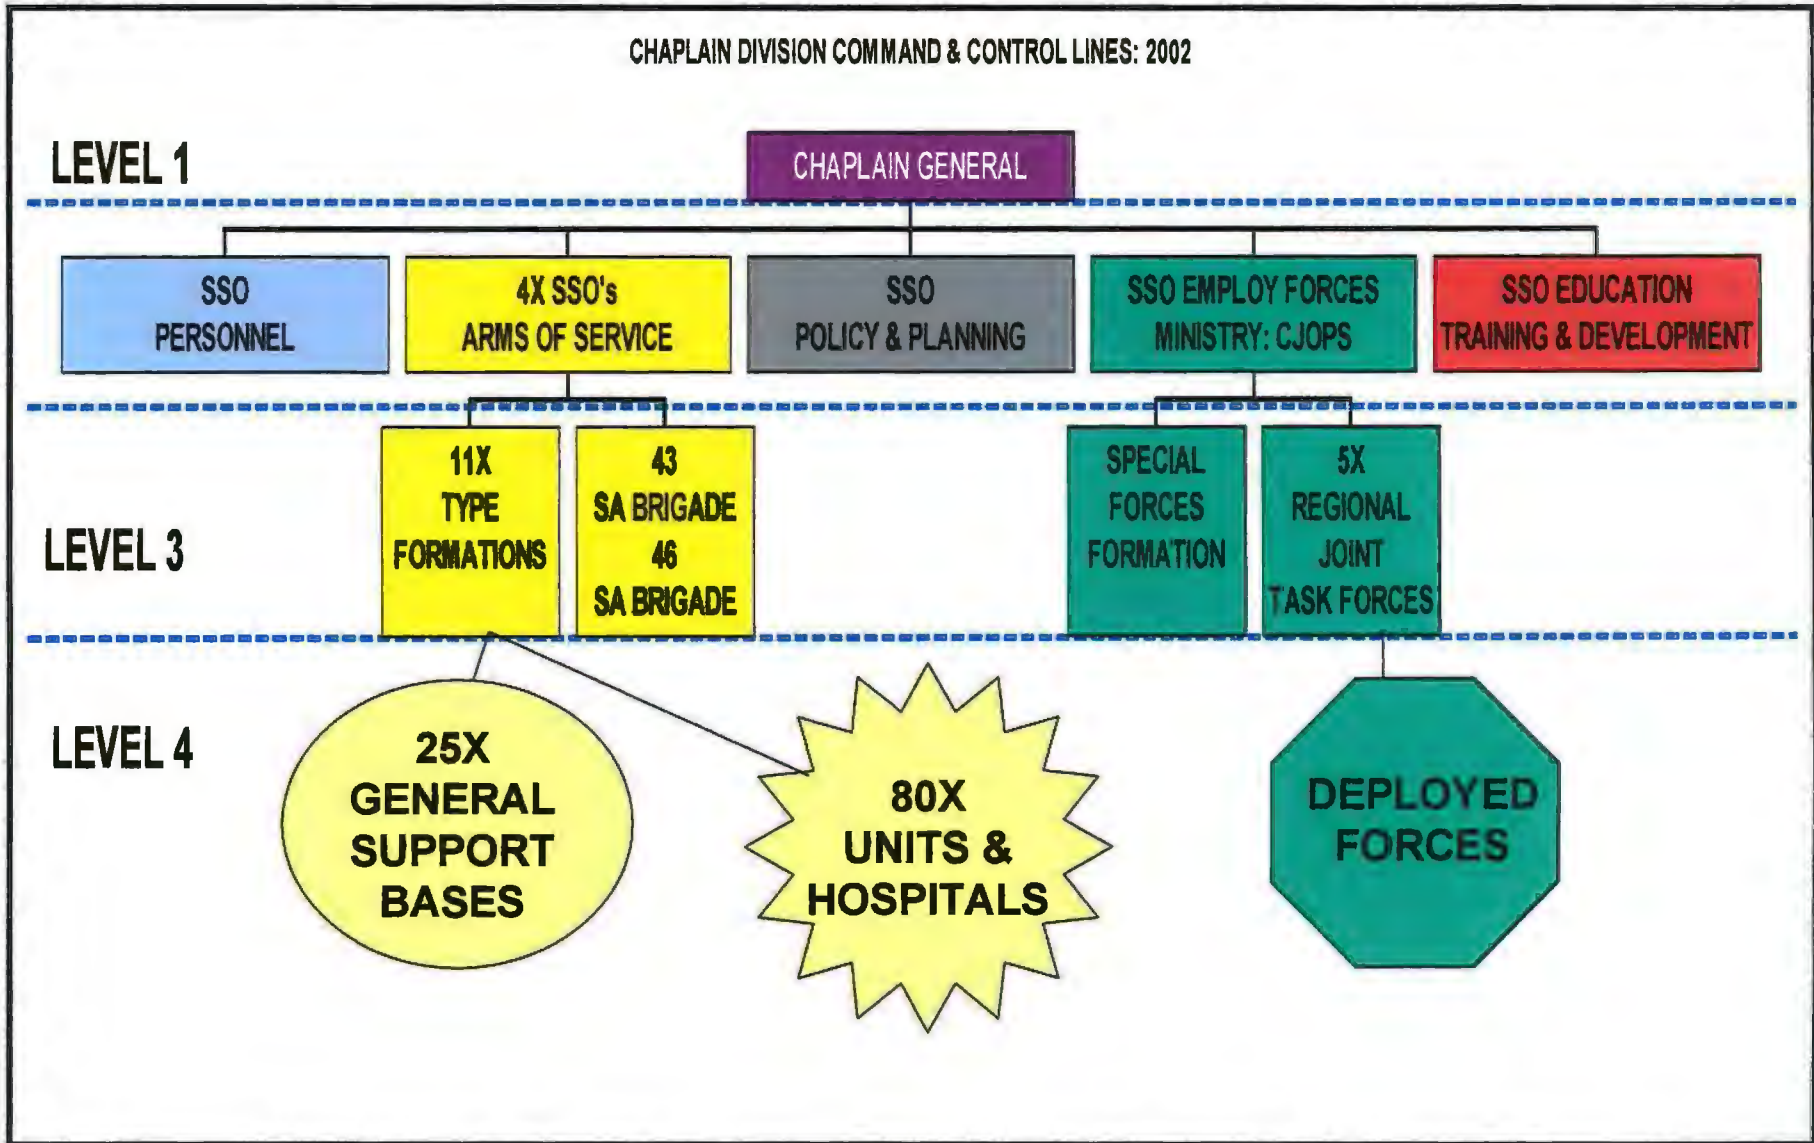 CHAPLAIN DIVISION COMMAND & CONTROL LINES: 2002
LEVEL 1
CHAPLAIN GENERAL
SSO
PERSONNEL
4X SSO's
ARMS OF SERVICE
SSO
POLICY & PLANNING
SSO EMPLOY FORCES
MINISTRY: CJOPS
SSO EDUCATION
TRAINING & DEVELOPMENT
LEVEL 3
11X
TYPE
FORMATIONS
43
SA BRIGADE
46
SA BRIGADE
SPECIAL
FORCES
FORMATION
5X
REGIONAL
JOINT
TASK FORCES
LEVEL 4
25X
GENERAL
SUPPORT
BASES
80X
UNITS &
HOSPITALS
DEPLOYED
FORCES